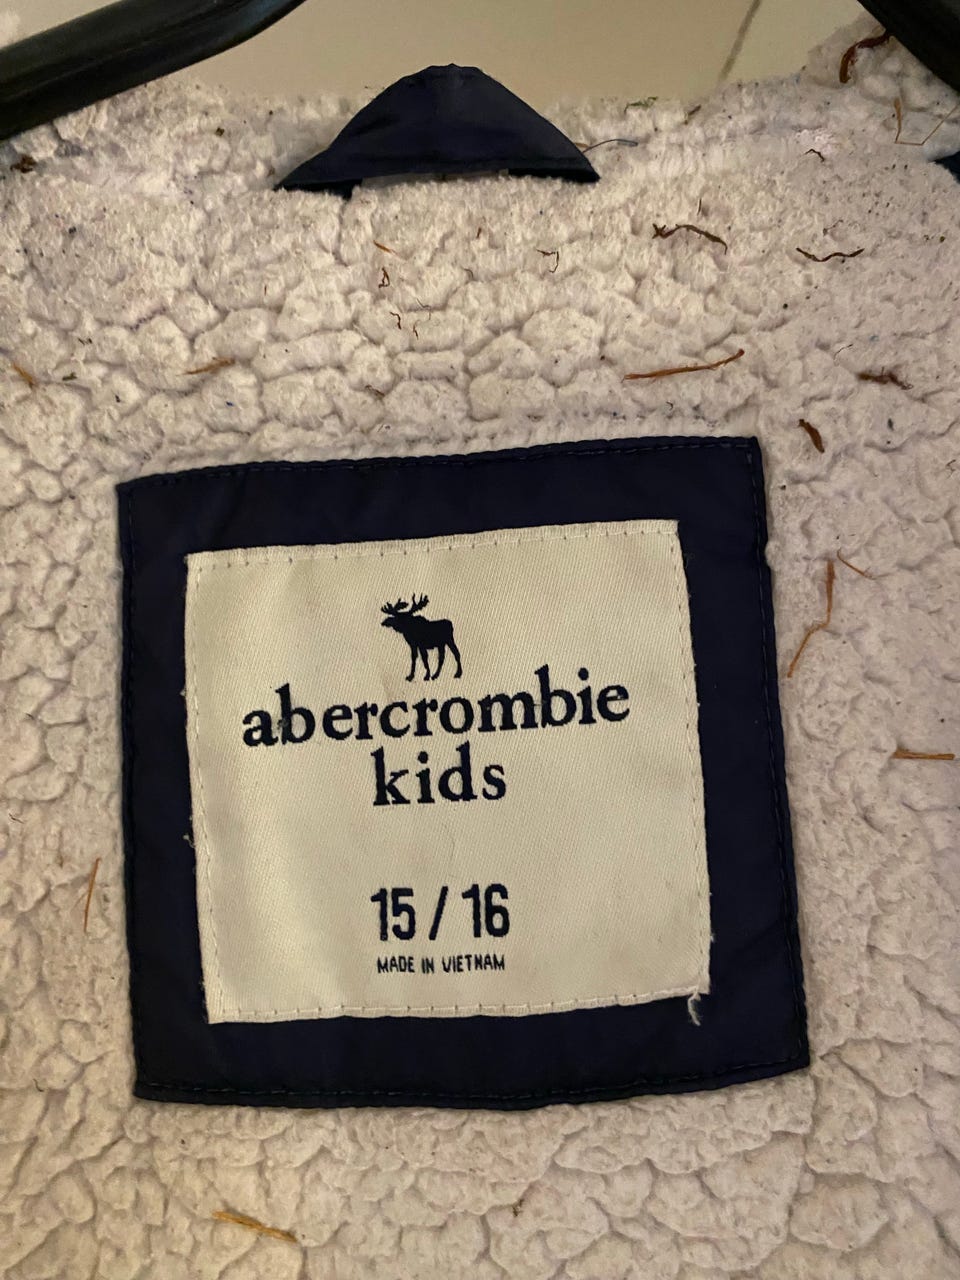 abercrombie
kids
15 / 16
MADE IN VIETNAM